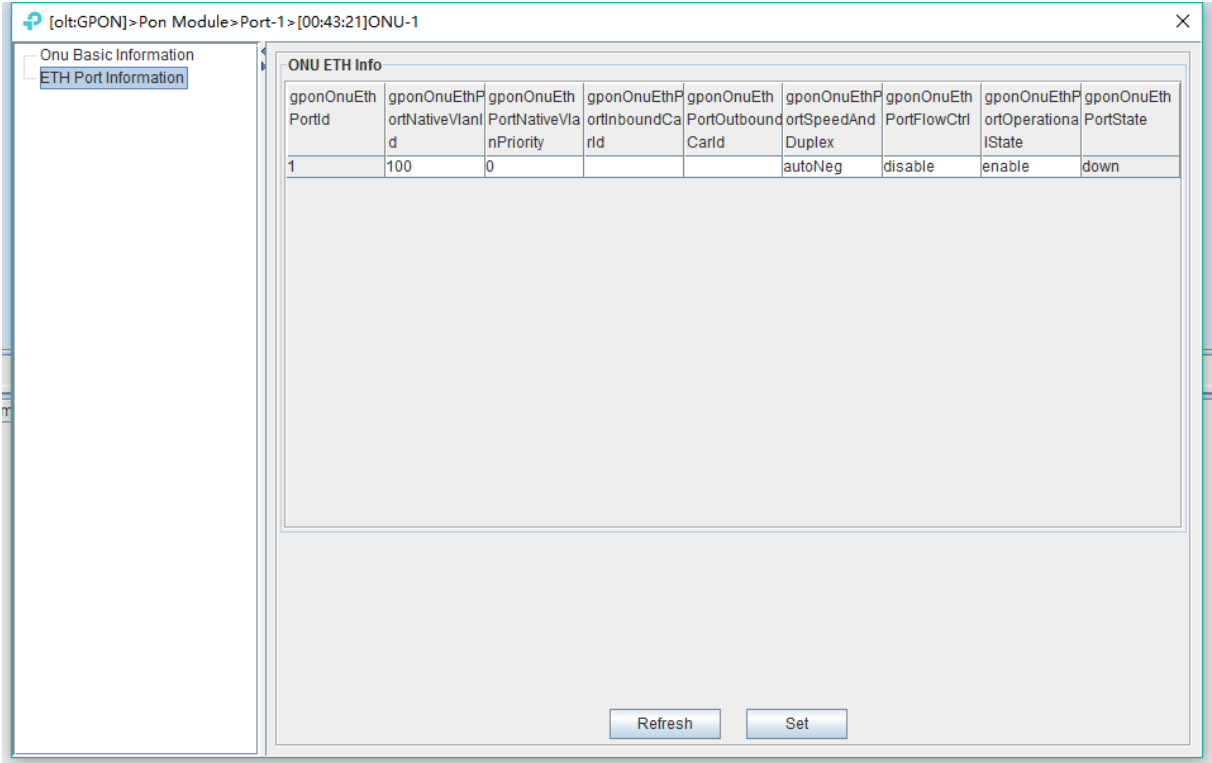 [olt:GPON]>Pon Module>Port-1>[00:43:21]ONU-1
Onu Basic Information
ETH Port Information
ONU ETH Info
gponOnuEth gponOnuEthP gponOnuEth gponOnuEthP gponOnuEth gponOnuEthP gponOnuEth gponOnuEthP gponOnuEth
PortId ortNativeVlanI PortNativeVla ortInboundCa PortOutbound ortSpeedAnd PortFlowCtrl ortOperationa PortState
d nPriority rId CarId Duplex lState
1 100 0 autoNeg disable enable down
m
Refresh Set